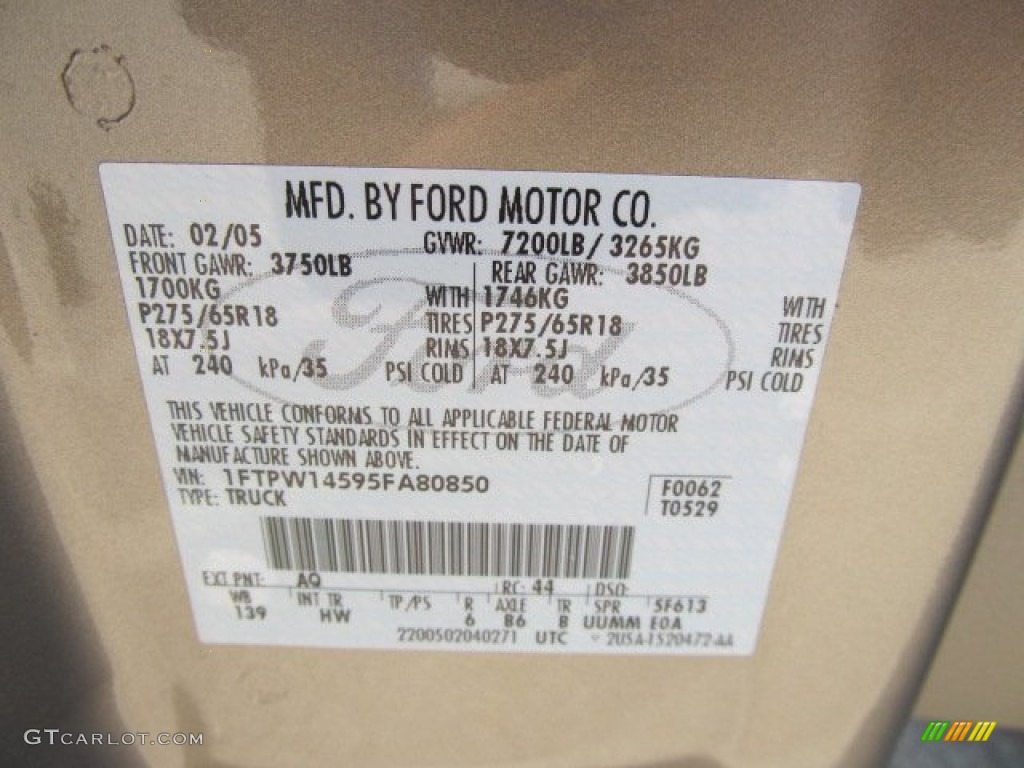 MFD. BY FORD MOTOR CO.
DATE: 02/05 GVWR: 7200LB/ 3265KG
FRONT GAWR: 3750LB REAR GAWR: 3850LB
1700KG WITH 1746KG WITH
P275/65R18 TIRES P275/65R18 TIRES
18X7.5J RIMS 18X7.5J RIMS
AT 240 kPa/35 PSI COLD AT 240 kPa/35 PSI COLD
Ford
THIS VEHICLE CONFORMS TO ALL APPLICABLE FEDERAL MOTOR
VEHICLE SAFETY STANDARDS IN EFFECT ON THE DATE OF
MANUFACTURE SHOWN ABOVE.
VIN: 1FTPW14595FA80850
TYPE: TRUCK
F0062
T0529
EXT PNT: AQ RC: 44 DSO:
WB INT TR TP/PS R AXLE TR SPR 5F613
139 HW 6 B6 B UUMM E0A
2200502040271 UTC 2U5A-1520472-AA
GTCARLOT.COM